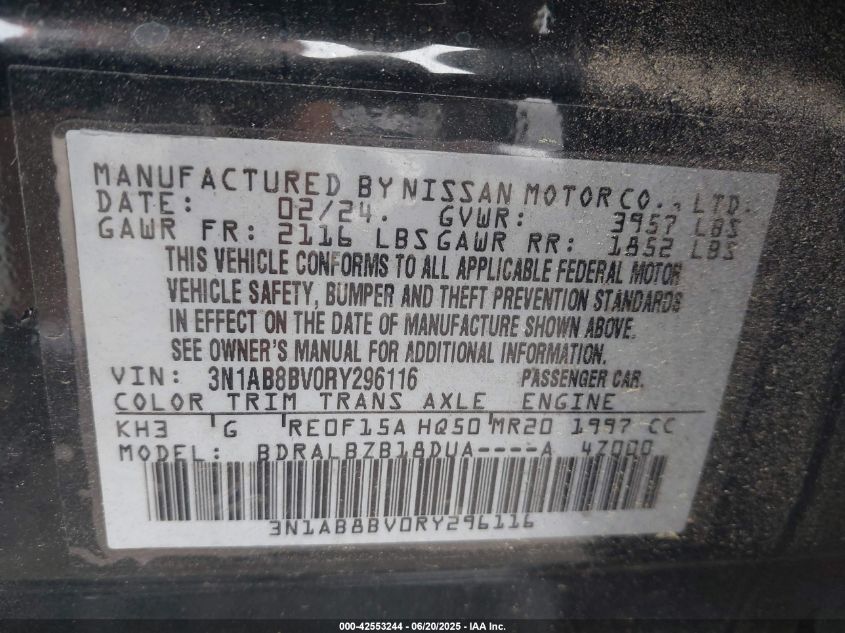 MANUFACTURED BY NISSAN MOTOR CO., LTD.
DATE: 02/24. GVWR: 3957 LBS
GAWR FR: 2116 LBS GAWR RR: 1852 LBS
THIS VEHICLE CONFORMS TO ALL APPLICABLE FEDERAL MOTOR
VEHICLE SAFETY, BUMPER AND THEFT PREVENTION STANDARDS
IN EFFECT ON THE DATE OF MANUFACTURE SHOWN ABOVE.
SEE OWNER'S MANUAL FOR ADDITIONAL INFORMATION.
VIN: 3N1AB8BV0RY296116 PASSENGER CAR.
COLOR TRIM TRANS AXLE ENGINE
KH3 G RE0F15A HQ50 MR20 1997 CC
MODEL: BDRALBZB18DUA----A 47000
3N1AB8BV0RY296116
000-42553244 | 06/20/2025 - IAA Inc.